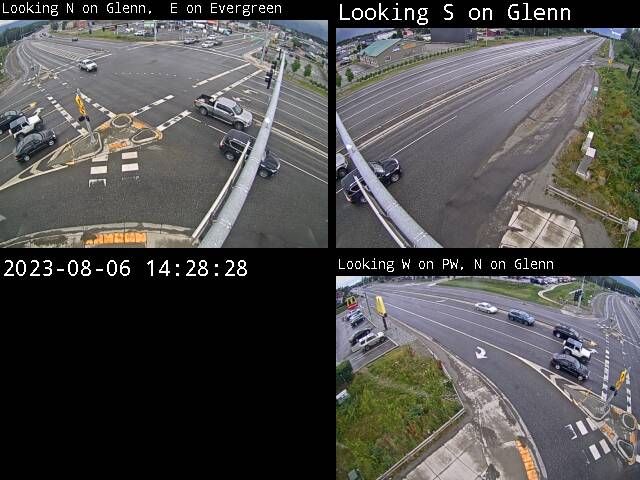 Looking N on Glenn,  E on Evergreen
Looking S on Glenn
2023-08-06 14:28:28
Looking W on PW, N on Glenn